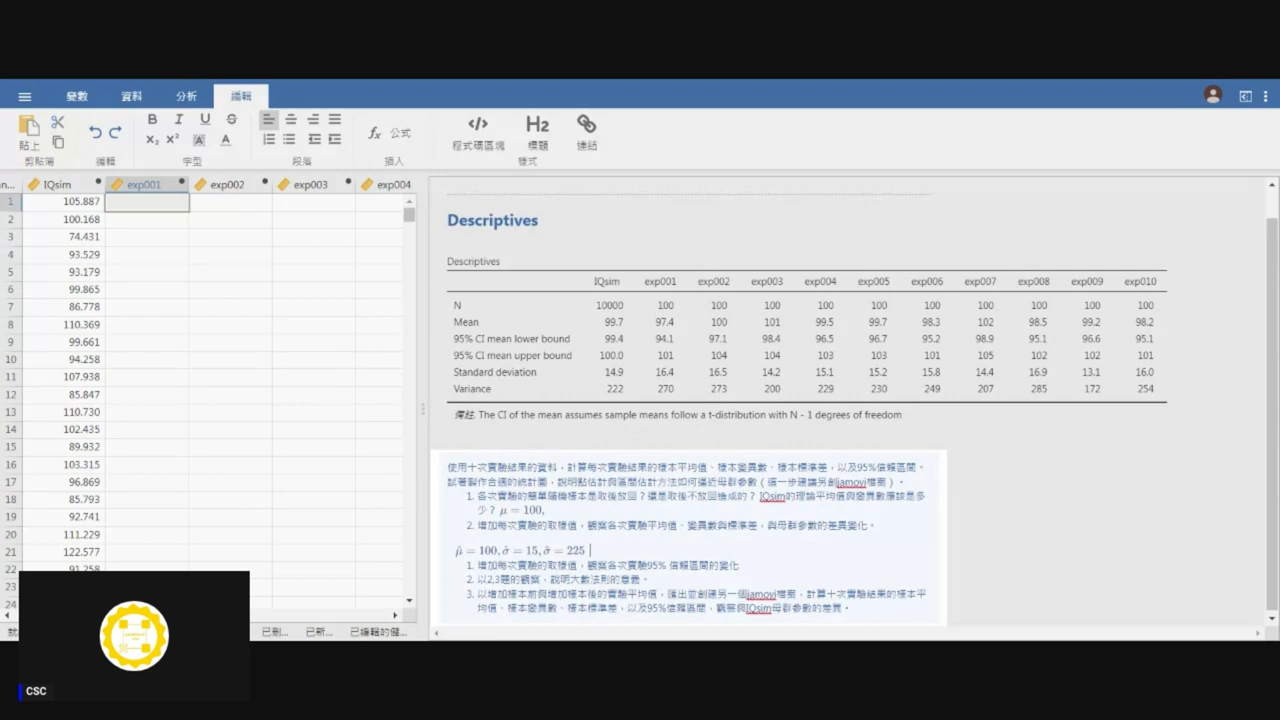 變數 資料 分析 編輯
貼上
剪貼簿 編輯 字型 段落 插入 樣式
B I U S A A
X₂ X²
fx 公式
</> 程式碼區塊
H2 標題
連結
n... IQsim exp001 exp002 exp003 exp004
1 105.887
2 100.168
3 74.431
4 93.529
5 93.179
6 99.865
7 86.778
8 110.369
9 99.661
10 94.258
11 107.938
12 85.847
13 110.730
14 102.435
15 89.932
16 103.315
17 96.869
18 85.793
19 92.741
20 111.229
21 122.577
22 91.258
23
24
已新... 已編輯的儲...
CSC
Descriptives
Descriptives
IQsim exp001 exp002 exp003 exp004 exp005 exp006 exp007 exp008 exp009 exp010
N 10000 100 100 100 100 100 100 100 100 100 100
Mean 99.7 97.4 100 101 99.5 99.7 98.3 102 98.5 99.2 98.2
95% CI mean lower bound 99.4 94.1 97.1 98.4 96.5 96.7 95.2 98.9 95.1 96.6 95.1
95% CI mean upper bound 100.0 101 104 104 103 103 101 105 102 102 101
Standard deviation 14.9 16.4 16.5 14.2 15.1 15.2 15.8 14.4 16.9 13.1 16.0
Variance 222 270 273 200 229 230 249 207 285 172 254
備註. The CI of the mean assumes sample means follow a t-distribution with N - 1 degrees of freedom
使用十次實驗結果的資料，計算每次實驗結果的樣本平均值、樣本變異數、樣本標準差，以及95%信賴區間。
試著製作合適的統計圖，說明點估計與區間估計方法如何逼近母群參數（這一步建議另創jamovi檔案）。
1. 各次實驗的簡單隨機樣本是取後放回？還是取後不放回造成的？ IQsim的理論平均值與變異數應該是多
少？ μ = 100,
2. 增加每次實驗的取樣值，觀察各次實驗平均值、變異數與標準差，與母群參數的差異變化。
μ̂ = 100, σ̂ = 15, σ̂ = 225
1. 增加每次實驗的取樣值，觀察各次實驗95% 信賴區間的變化
2. 以2,3題的觀察，說明大數法則的意義。
3. 以增加樣本前與增加樣本後的實驗平均值，匯出並創建另一個jamovi檔案，計算十次實驗結果的樣本平
均值、樣本變異數、樣本標準差，以及95%信賴區間，觀察與IQsim母群參數的差異。